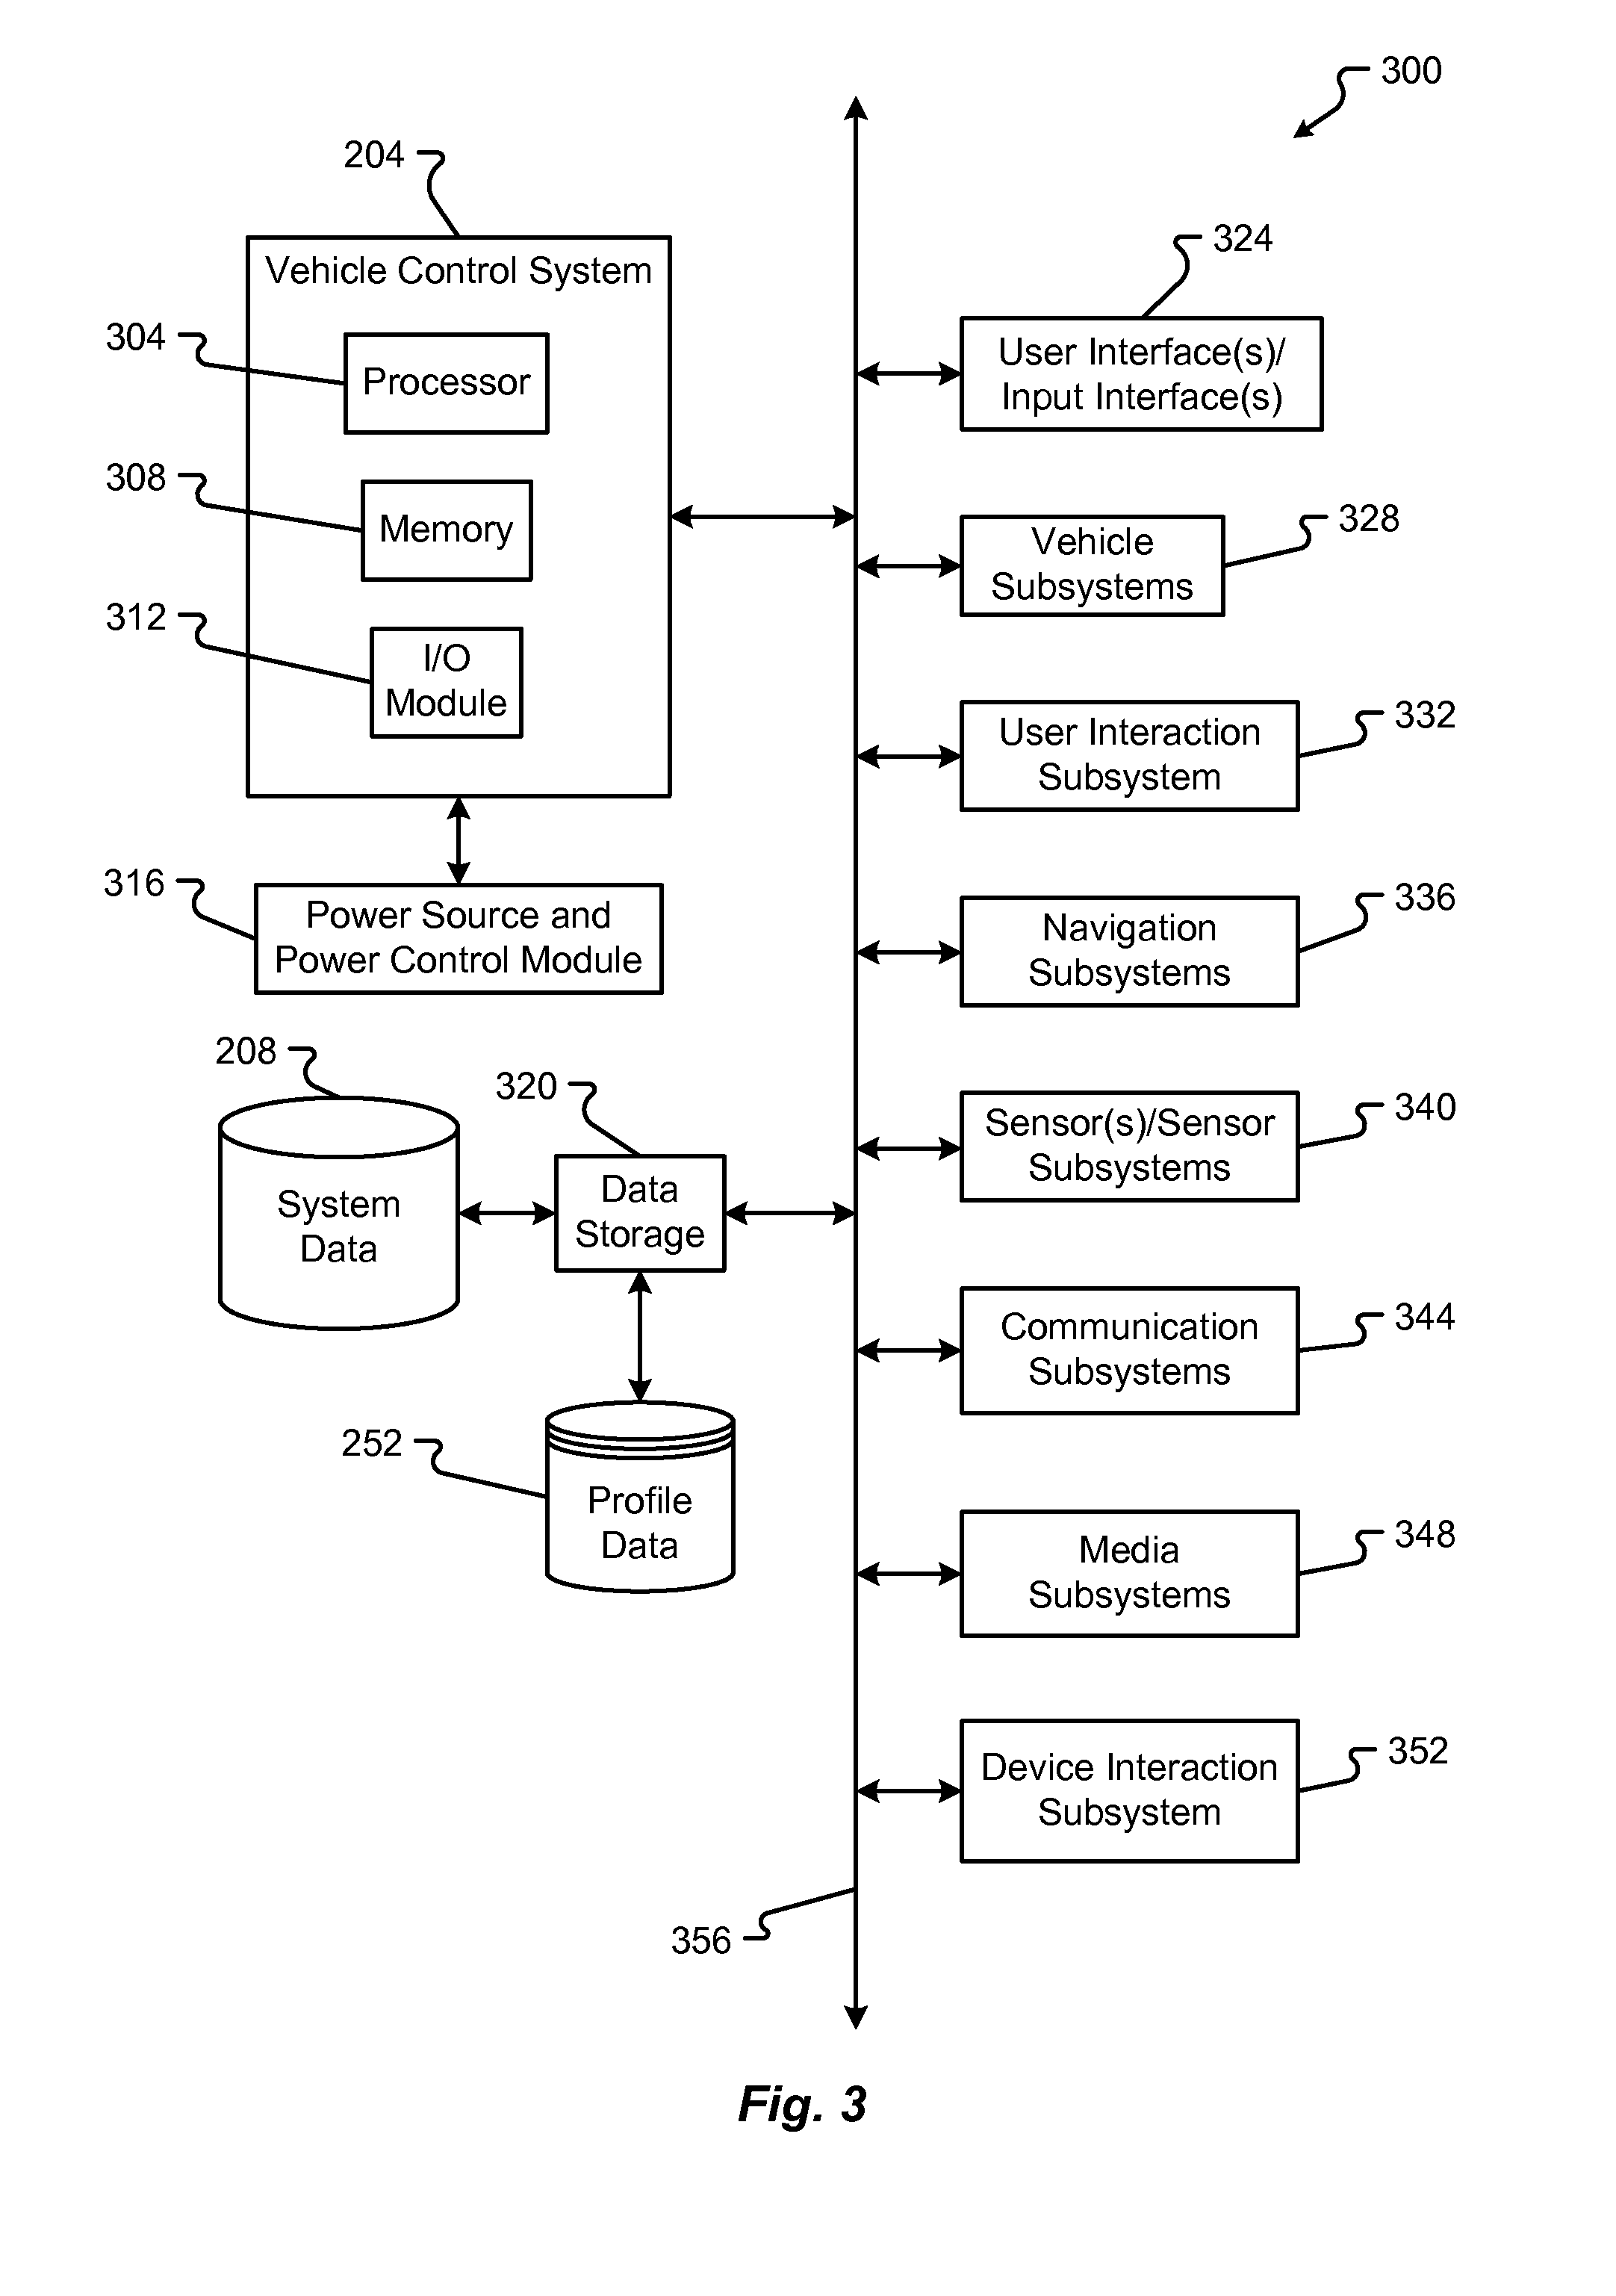 300
204
Vehicle Control System
304
Processor
308
Memory
312
I/O
Module
316
Power Source and
Power Control Module
208
System
Data
320
Data
Storage
252
Profile
Data
324
User Interface(s)/
Input Interface(s)
328
Vehicle
Subsystems
332
User Interaction
Subsystem
336
Navigation
Subsystems
340
Sensor(s)/Sensor
Subsystems
344
Communication
Subsystems
348
Media
Subsystems
352
Device Interaction
Subsystem
356
Fig. 3